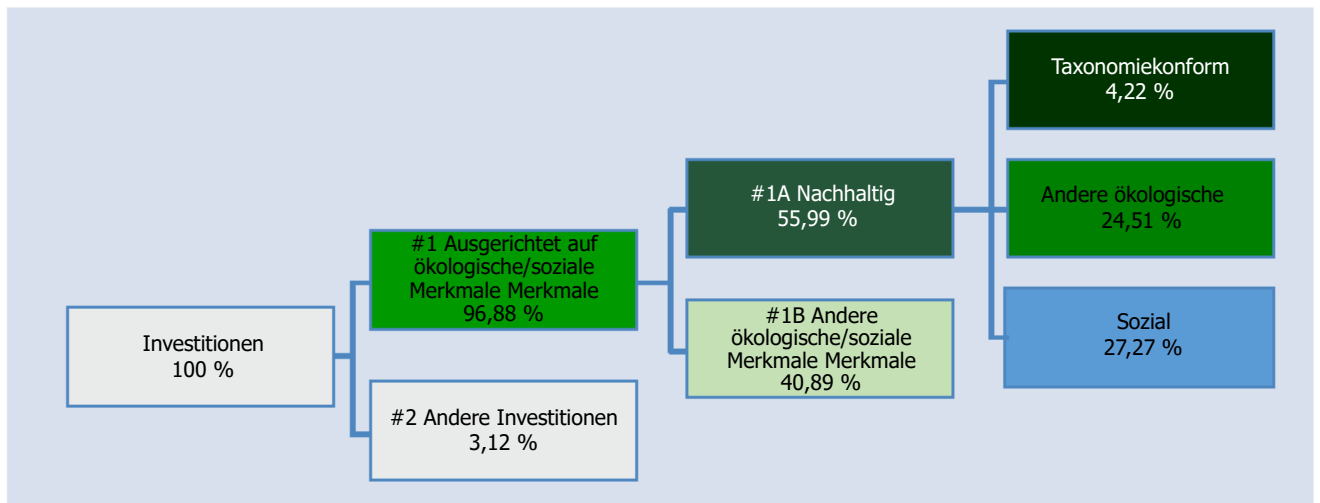 Investitionen
100 %
#1 Ausgerichtet auf
ökologische/soziale
Merkmale Merkmale
96,88 %
#2 Andere Investitionen
3,12 %
#1A Nachhaltig
55,99 %
#1B Andere
ökologische/soziale
Merkmale Merkmale
40,89 %
Taxonomiekonform
4,22 %
Andere ökologische
24,51 %
Sozial
27,27 %